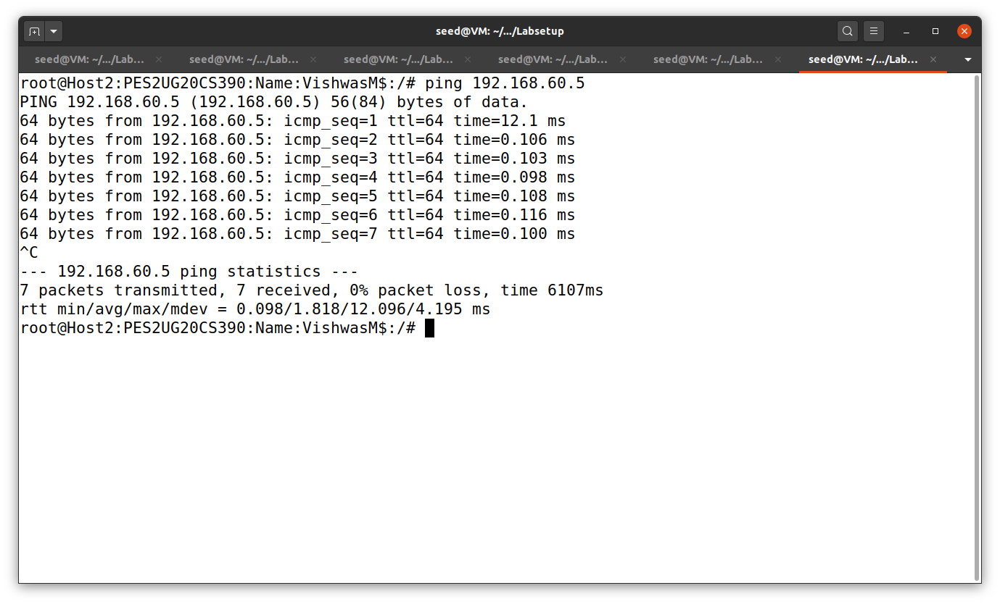 seed@VM: ~/.../Labsetup
seed@VM: ~/.../Lab... seed@VM: ~/.../Lab... seed@VM: ~/.../Lab... seed@VM: ~/.../Lab... seed@VM: ~/.../Lab... seed@VM: ~/.../Lab...
root@Host2:PES2UG20CS390:Name:VishwasM$:/# ping 192.168.60.5
PING 192.168.60.5 (192.168.60.5) 56(84) bytes of data.
64 bytes from 192.168.60.5: icmp_seq=1 ttl=64 time=12.1 ms
64 bytes from 192.168.60.5: icmp_seq=2 ttl=64 time=0.106 ms
64 bytes from 192.168.60.5: icmp_seq=3 ttl=64 time=0.103 ms
64 bytes from 192.168.60.5: icmp_seq=4 ttl=64 time=0.098 ms
64 bytes from 192.168.60.5: icmp_seq=5 ttl=64 time=0.108 ms
64 bytes from 192.168.60.5: icmp_seq=6 ttl=64 time=0.116 ms
64 bytes from 192.168.60.5: icmp_seq=7 ttl=64 time=0.100 ms
^C
--- 192.168.60.5 ping statistics ---
7 packets transmitted, 7 received, 0% packet loss, time 6107ms
rtt min/avg/max/mdev = 0.098/1.818/12.096/4.195 ms
root@Host2:PES2UG20CS390:Name:VishwasM$:/#